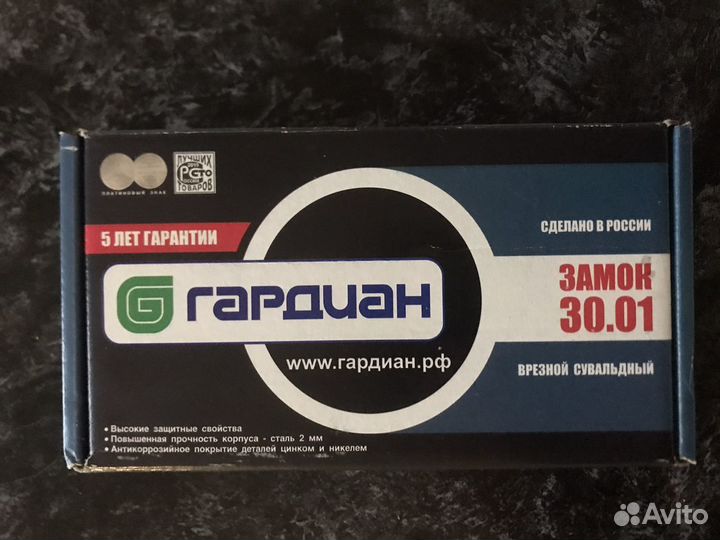 ПЛАТИНОВЫЙ ЗНАК
ЛУЧШИХ
РСТО
ТОВАРОВ
5 ЛЕТ ГАРАНТИИ
СДЕЛАНО В РОССИИ
G ГАРДИАН
ЗАМОК
30.01
www.гардиан.рф
ВРЕЗНОЙ СУВАЛЬДНЫЙ
• Высокие защитные свойства
• Повышенная прочность корпуса - сталь 2 мм
• Антикоррозийное покрытие деталей цинком и никелем
Avito